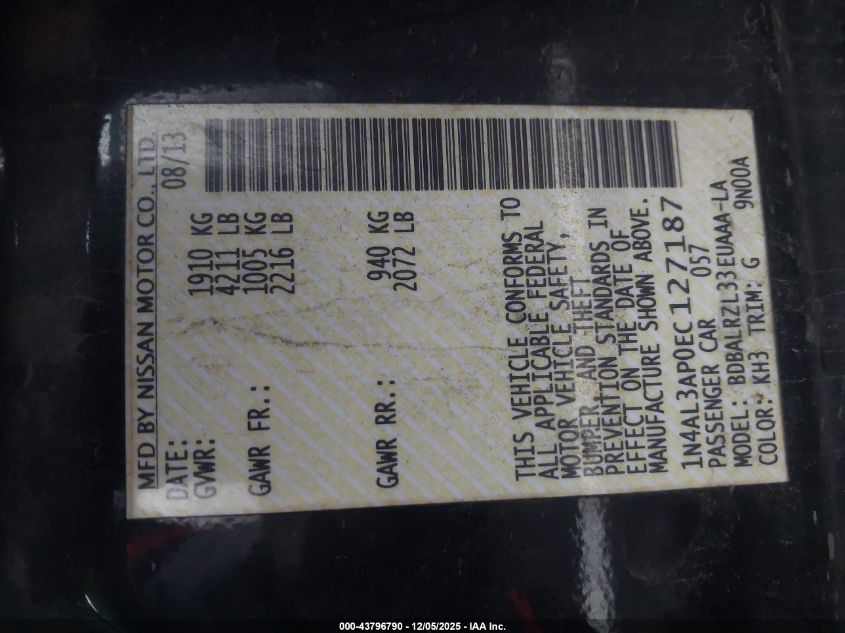 MFD BY NISSAN MOTOR CO., LTD.
DATE: 08/13
GVWR: 1910 KG
4211 LB
GAWR FR.: 1005 KG
2216 LB
GAWR RR.: 940 KG
2072 LB
THIS VEHICLE CONFORMS TO
ALL APPLICABLE FEDERAL
MOTOR VEHICLE SAFETY,
BUMPER, AND THEFT
PREVENTION STANDARDS IN
EFFECT ON THE DATE OF
MANUFACTURE SHOWN ABOVE.
1N4AL3AP0EC127187
PASSENGER CAR 057
MODEL: BDBALRZL33EUAAA-LA
COLOR: KH3 TRIM: G 9N00A
000-43796790 - 12/05/2025 - IAA Inc.